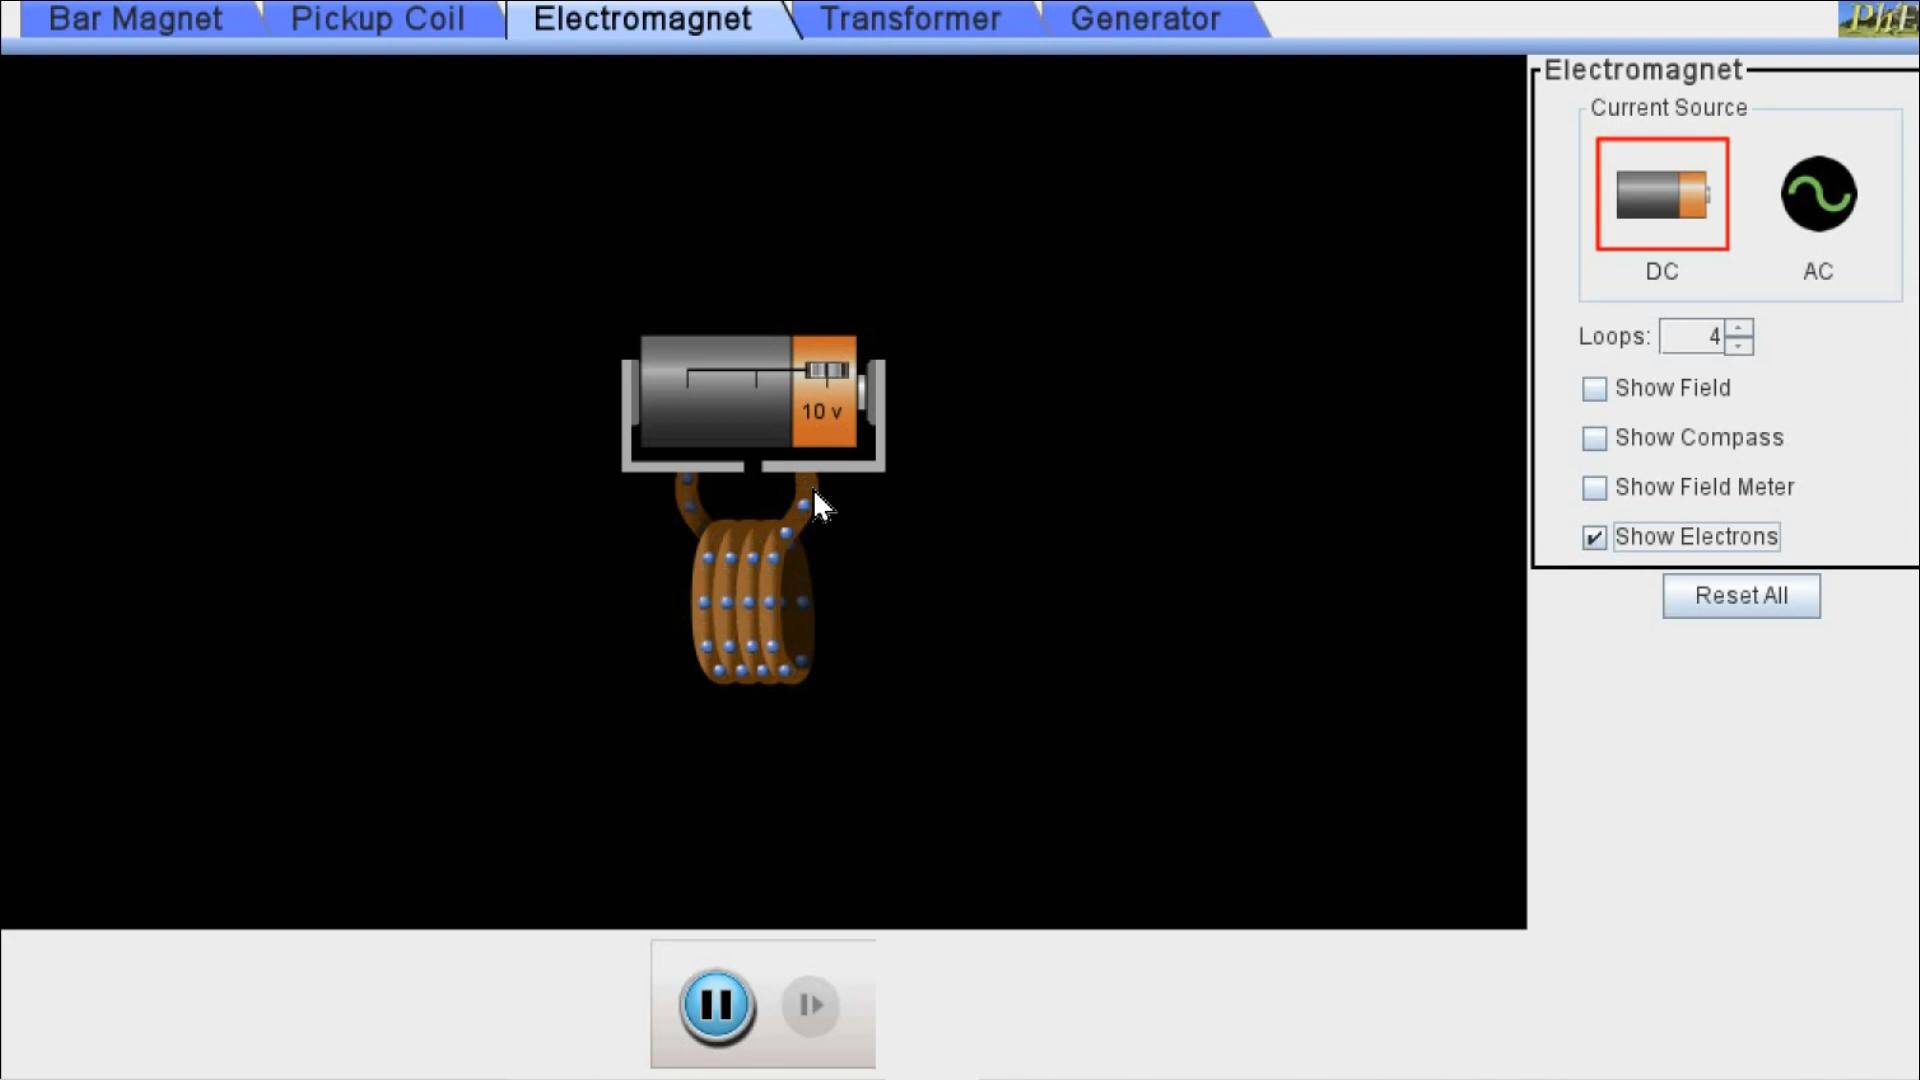 Bar Magnet
Pickup Coil
Electromagnet
Transformer
Generator
PhE
Electromagnet
Current Source
DC
AC
Loops: 4
Show Field
Show Compass
Show Field Meter
Show Electrons
Reset All
10 v